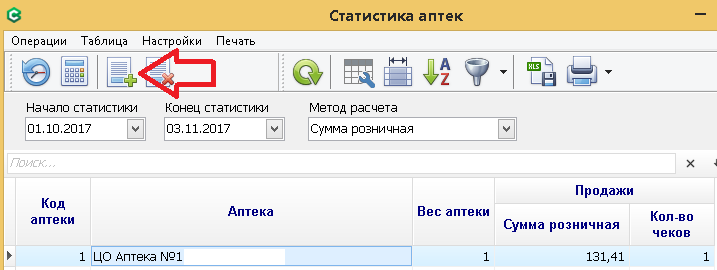 Статистика аптек
Операции Таблица Настройки Печать
A
Z
XLS
Начало статистики Конец статистики Метод расчета
01.10.2017 03.11.2017 Сумма розничная
Поиск...
Код аптеки Аптека Вес аптеки Продажи
Сумма розничная Кол-во чеков
1 ЦО Аптека №1 1 131,41 1